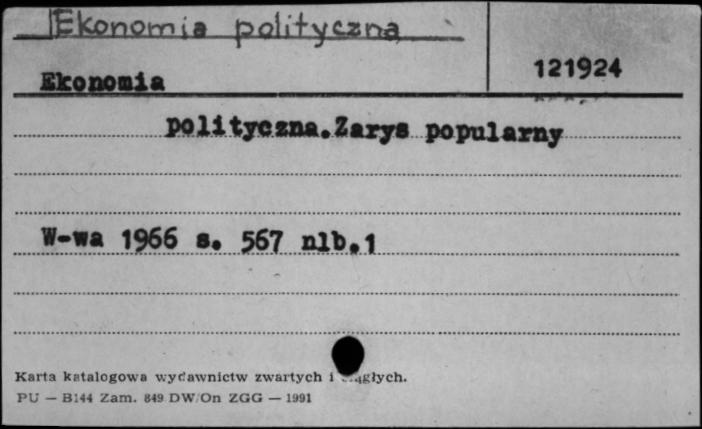 Ekonomia polityczna
Ekonomia
121924
polityczna.Zarys popularny
W-wa 1966 s. 567 nlb.1
Karta katalogowa wydawnictw zwartych i ciągłych.
PU — B144 Zam. 849 DW/On ZGG — 1991